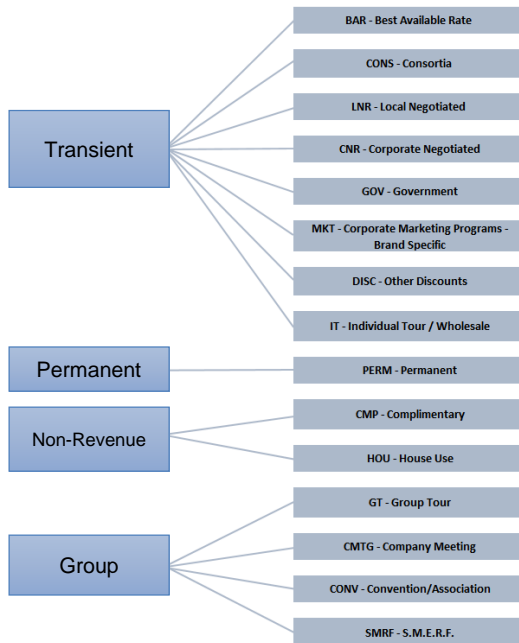 BAR - Best Available Rate
CONS - Consortia
LNR - Local Negotiated
Transient
CNR - Corporate Negotiated
GOV - Government
MKT - Corporate Marketing Programs -
Brand Specific
DISC - Other Discounts
IT - Individual Tour / Wholesale
Permanent
PERM - Permanent
Non-Revenue
CMP - Complimentary
HOU - House Use
GT - Group Tour
Group
CMTG - Company Meeting
CONV - Convention/Association
SMRF - S.M.E.R.F.